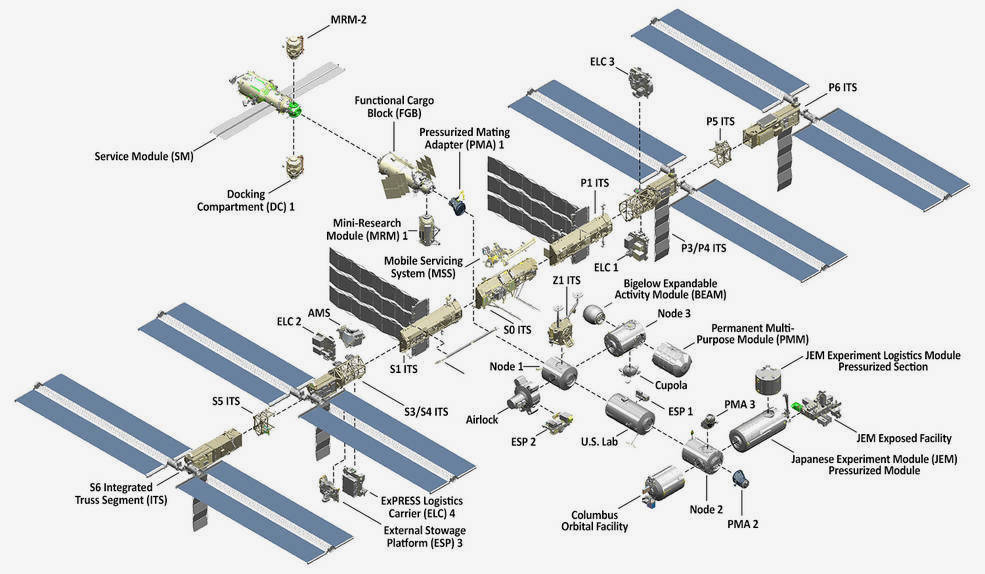 MRM-2
ELC 3
P6 ITS
Functional Cargo
Block (FGB)
Pressurized Mating
Adapter (PMA) 1
P5 ITS
Service Module (SM)
Docking
Compartment (DC) 1
P1 ITS
Mini-Research
Module (MRM) 1
P3/P4 ITS
Mobile Servicing
System (MSS)
ELC 1
Z1 ITS
Bigelow Expandable
Activity Module (BEAM)
AMS
ELC 2
S0 ITS
Node 3
Permanent Multi-
Purpose Module (PMM)
JEM Experiment Logistics Module
Pressurized Section
S1 ITS
Node 1
Cupola
S5 ITS
S3/S4 ITS
Airlock
ESP 1
PMA 3
ESP 2
U.S. Lab
JEM Exposed Facility
Japanese Experiment Module (JEM)
Pressurized Module
S6 Integrated
Truss Segment (ITS)
ExPRESS Logistics
Carrier (ELC) 4
Columbus
Orbital Facility
Node 2
PMA 2
External Stowage
Platform (ESP) 3